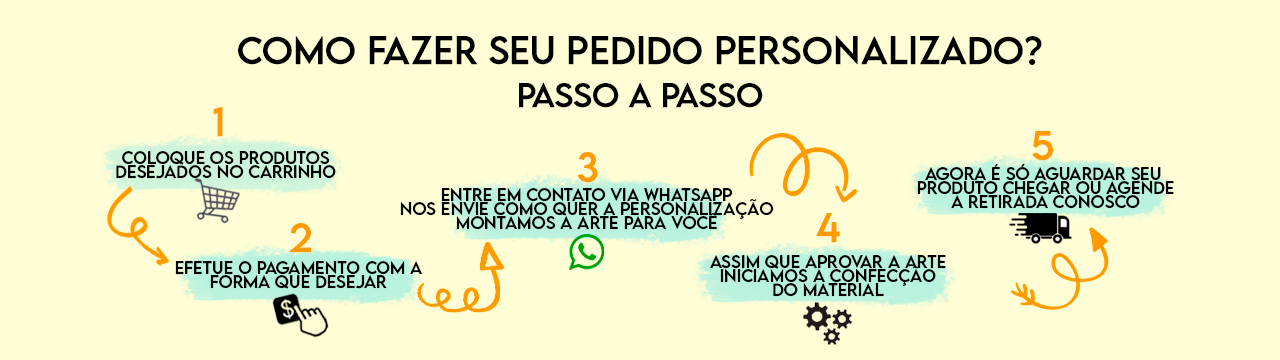 COMO FAZER SEU PEDIDO PERSONALIZADO?
PASSO A PASSO
1
COLOQUE OS PRODUTOS
DESEJADOS NO CARRINHO
2
EFETUE O PAGAMENTO COM A
FORMA QUE DESEJAR
$
3
ENTRE EM CONTATO VIA WHATSAPP
NOS ENVIE COMO QUER A PERSONALIZAÇÃO
MONTAMOS A ARTE PARA VOCÊ
4
ASSIM QUE APROVAR A ARTE
INICIAMOS A CONFECÇÃO
DO MATERIAL
5
AGORA É SÓ AGUARDAR SEU
PRODUTO CHEGAR OU AGENDE
A RETIRADA CONOSCO